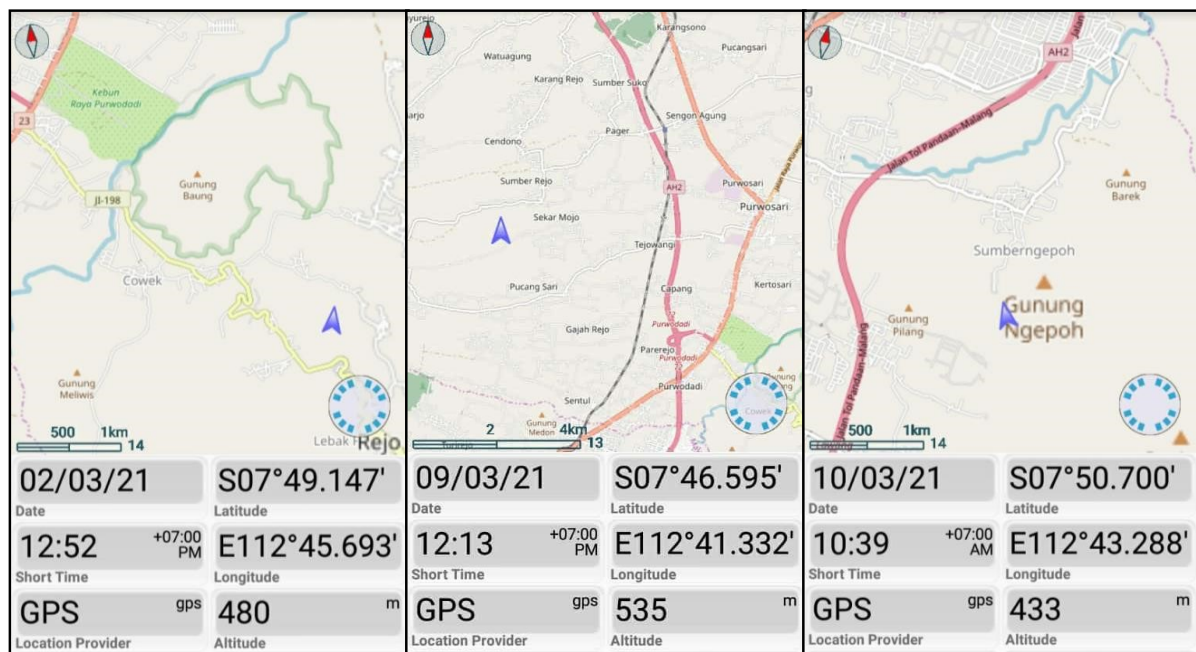 Kebun
Raya Purwodadi
23
Gunung
Baung
Jl-198
Cowek
Gunung
Meliwis
Rejo
500 1km
14
02/03/21
S07°49.147'
Date
Latitude
12:52 +07:00 PM
E112°45.693'
Short Time
Longitude
GPS gps
480 m
Location Provider
Altitude
Karangsono
Watuagung
Pucangsari
Karang Rejo
Sumber Suko
Sengon Agung
Pager
Cendono
Sumber Rejo
AH2
Purwosari
Purwosari
Sekar Mojo
Tejowangi
Pucang Sari
Capang
Kertosari
Gajah Rejo
Purwodadi
Parerejo
Purwodadi
Purwodadi
Sentul
Cowek
Gunung
Medon
2 4km
13
09/03/21
S07°46.595'
Date
Latitude
12:13 +07:00 PM
E112°41.332'
Short Time
Longitude
GPS gps
535 m
Location Provider
Altitude
Jalan
AH2
Jalan Tol Pandaan-Malang
Gunung
Barek
Sumberngepoh
Gunung
Ngepoh
Gunung
Pilang
Jalan Tol Pandaan-Malang
500 1km
14
10/03/21
S07°50.700'
Date
Latitude
10:39 +07:00 AM
E112°43.288'
Short Time
Longitude
GPS gps
433 m
Location Provider
Altitude